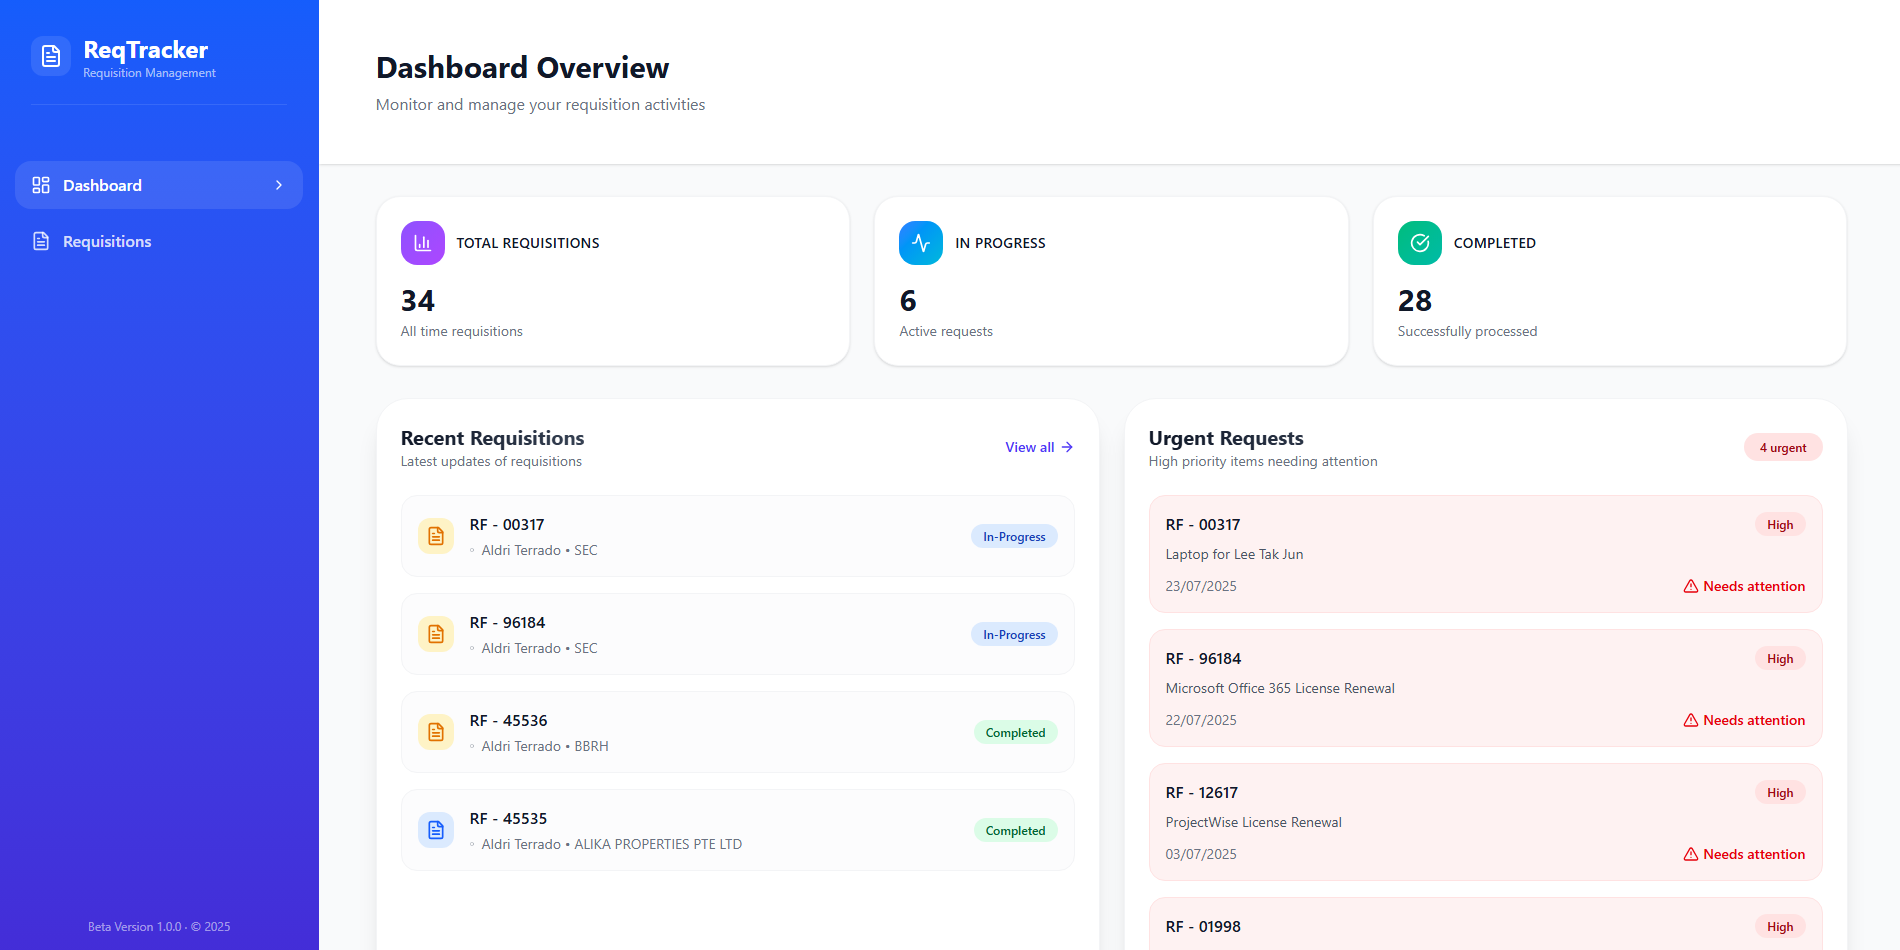 ReqTracker
Requisition Management
Dashboard
Requisitions
Beta Version 1.0.0 · © 2025
Dashboard Overview
Monitor and manage your requisition activities
TOTAL REQUISITIONS
34
All time requisitions
IN PROGRESS
6
Active requests
COMPLETED
28
Successfully processed
Recent Requisitions
Latest updates of requisitions
View all →
RF - 00317
Aldri Terrado • SEC
In-Progress
RF - 96184
Aldri Terrado • SEC
In-Progress
RF - 45536
Aldri Terrado • BBRH
Completed
RF - 45535
Aldri Terrado • ALIKA PROPERTIES PTE LTD
Completed
Urgent Requests
High priority items needing attention
4 urgent
RF - 00317
High
Laptop for Lee Tak Jun
23/07/2025
Needs attention
RF - 96184
High
Microsoft Office 365 License Renewal
22/07/2025
Needs attention
RF - 12617
High
ProjectWise License Renewal
03/07/2025
Needs attention
RF - 01998
High